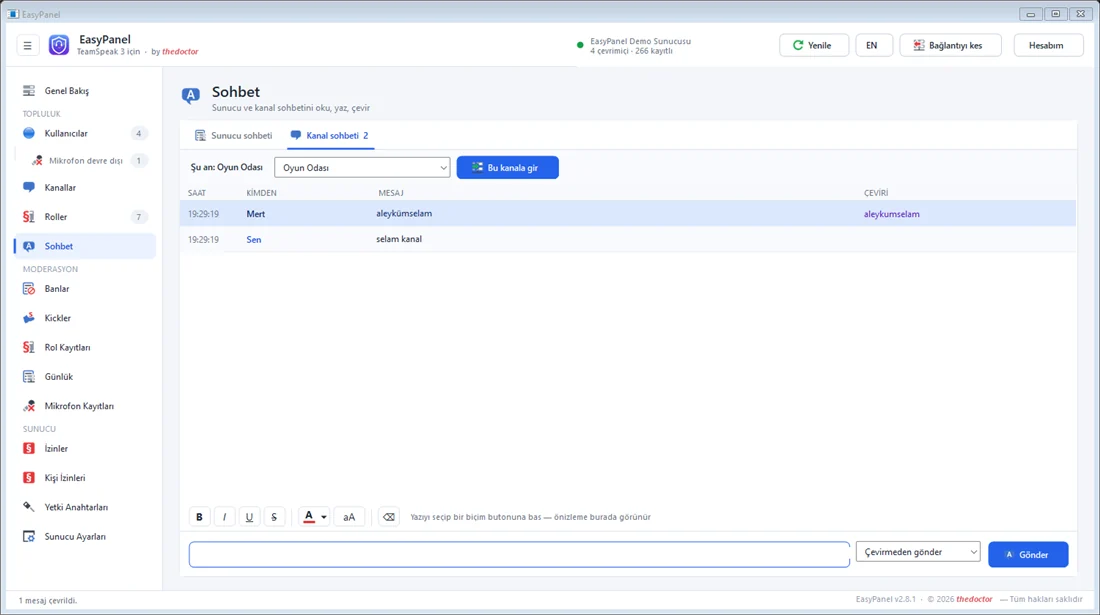 EasyPanel
EasyPanel
TeamSpeak 3 için · by thedoctor
EasyPanel Demo Sunucusu
4 çevrimiçi · 266 kayıtlı
Yenile
EN
Bağlantıyı kes
Hesabım
Genel Bakış
TOPLULUK
Kullanıcılar 4
Mikrofon devre dışı 1
Kanallar
Roller 7
Sohbet
MODERASYON
Banlar
Kickler
Rol Kayıtları
Günlük
Mikrofon Kayıtları
SUNUCU
İzinler
Kişi İzinleri
Yetki Anahtarları
Sunucu Ayarları
Sohbet
Sunucu ve kanal sohbetini oku, yaz, çevir
Sunucu sohbeti
Kanal sohbeti 2
Şu an: Oyun Odası
Oyun Odası
Bu kanala gir
SAAT KİMDEN MESAJ ÇEVİRİ
19:29:19 Mert aleykümselam aleykumselam
19:29:19 Sen selam kanal
B I U S A aA
Yazıyı seçip bir biçim butonuna bas — önizleme burada görünür
Çevirmeden gönder
Gönder
1 mesaj çevrildi.
EasyPanel v2.8.1 · © 2026 thedoctor — Tüm hakları saklıdır